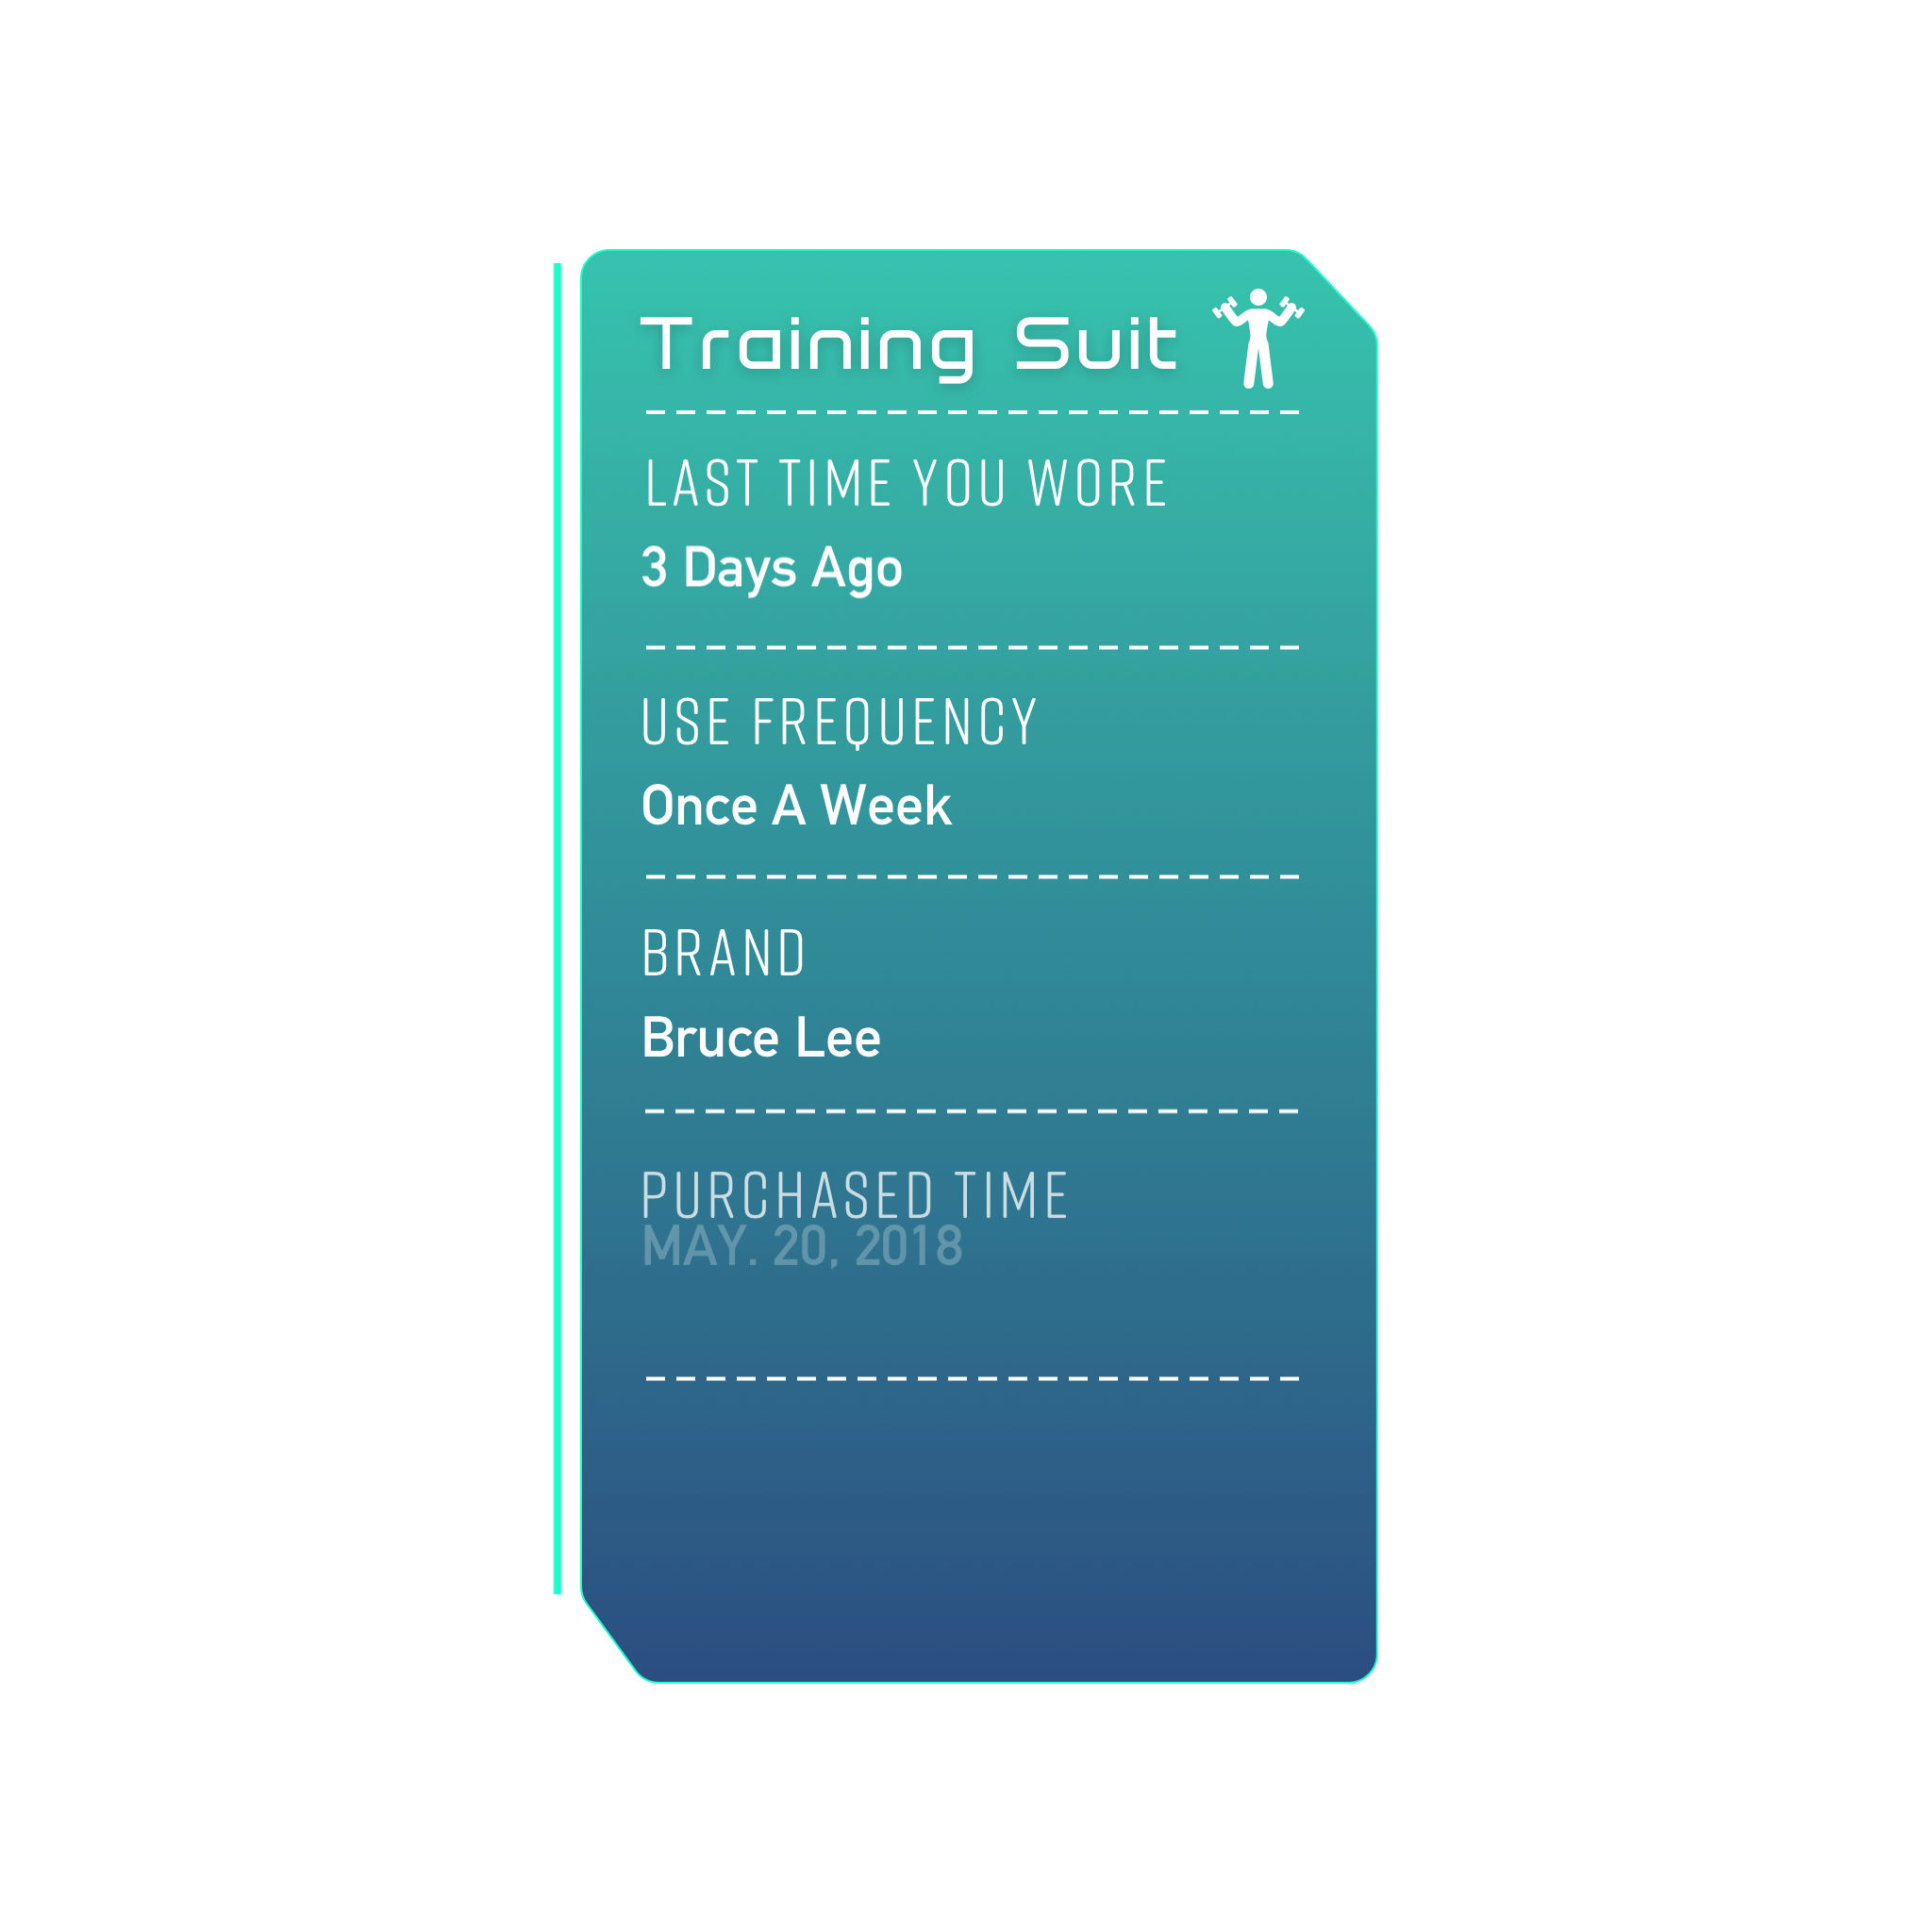 Training Suit
LAST TIME YOU WORE
3 Days Ago
USE FREQUENCY
Once A Week
BRAND
Bruce Lee
PURCHASED TIME
MAY. 20, 2018